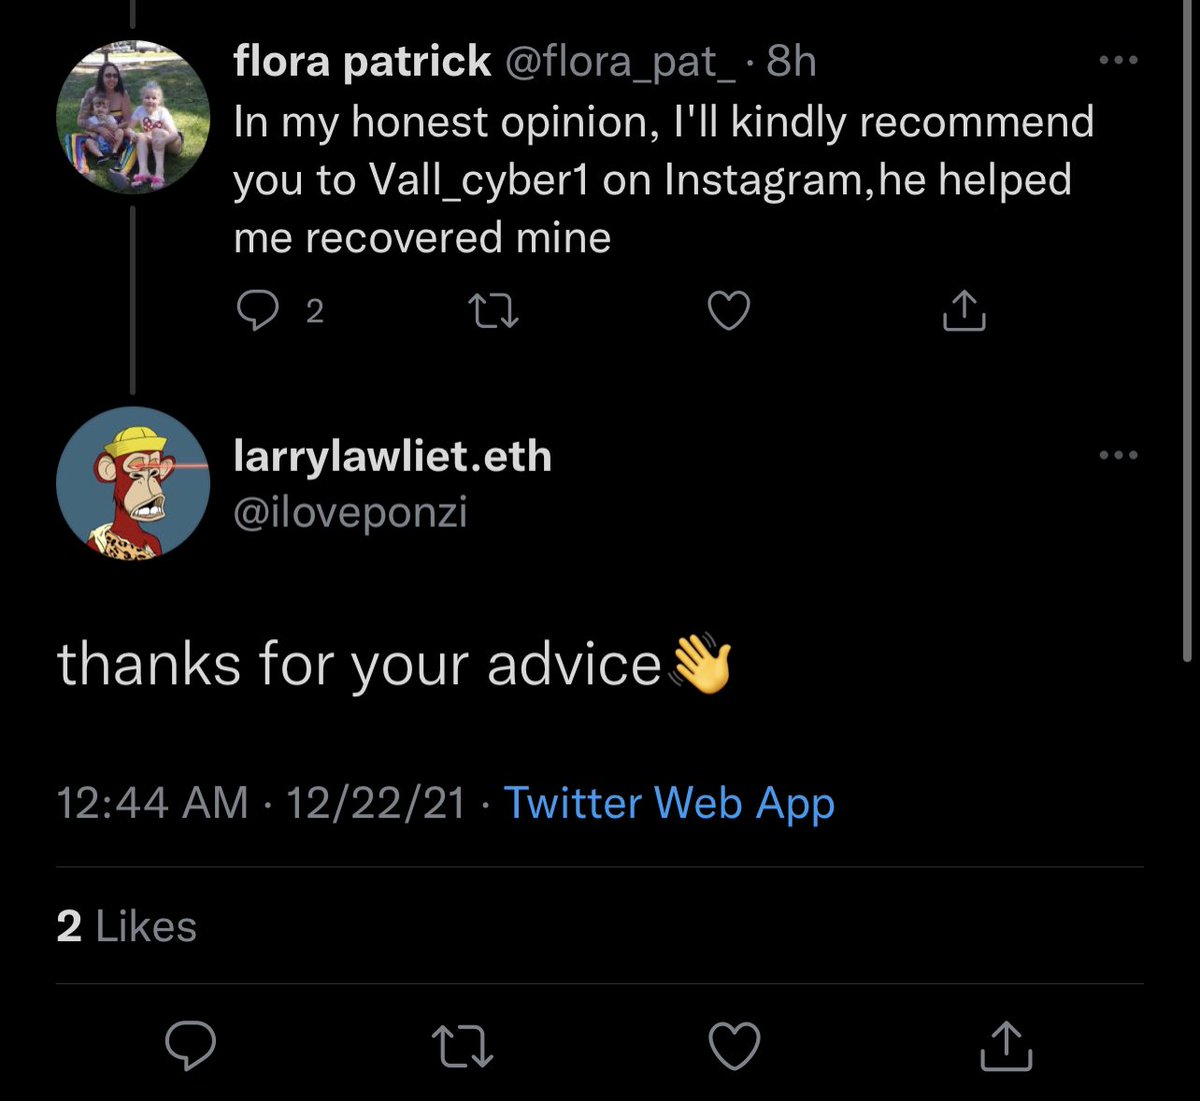 flora patrick @flora_pat_ · 8h
In my honest opinion, I'll kindly recommend
you to Vall_cyber1 on Instagram,he helped
me recovered mine
2
larrylawliet.eth
@iloveponzi
thanks for your advice👋
12:44 AM · 12/22/21 · Twitter Web App
2 Likes